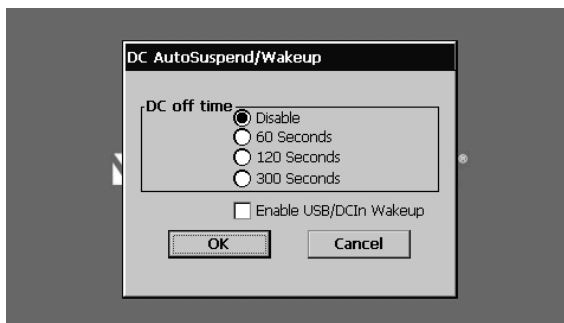 DC AutoSuspend/Wakeup
DC off time
Disable
60 Seconds
120 Seconds
300 Seconds
Enable USB/DCIn Wakeup
OK Cancel